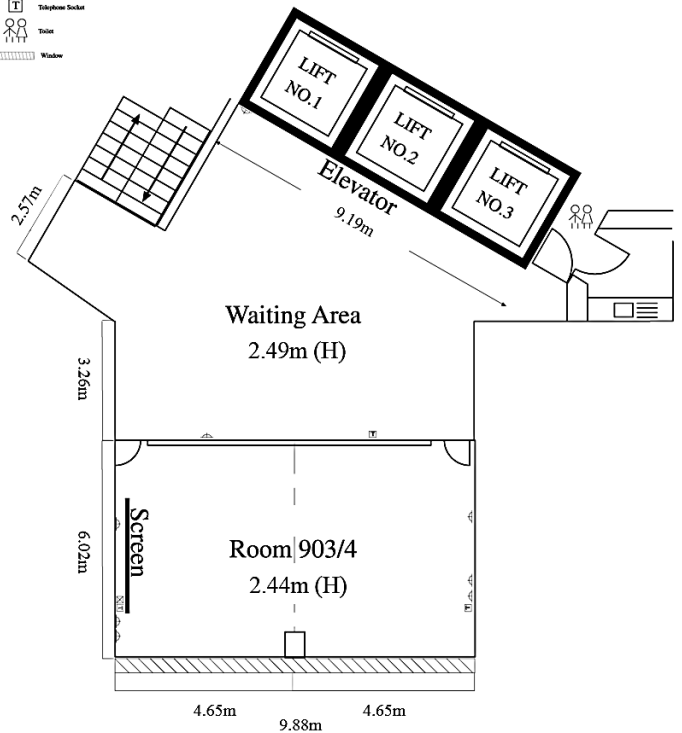 T Telephone Socket
Toilet
Window
LIFT
NO.1
LIFT
NO.2
LIFT
NO.3
Elevator
9.19m
2.57m
Waiting Area
2.49m (H)
3.26m
T
6.02m
Screen
Room 903/4
2.44m (H)
4.65m
4.65m
9.88m